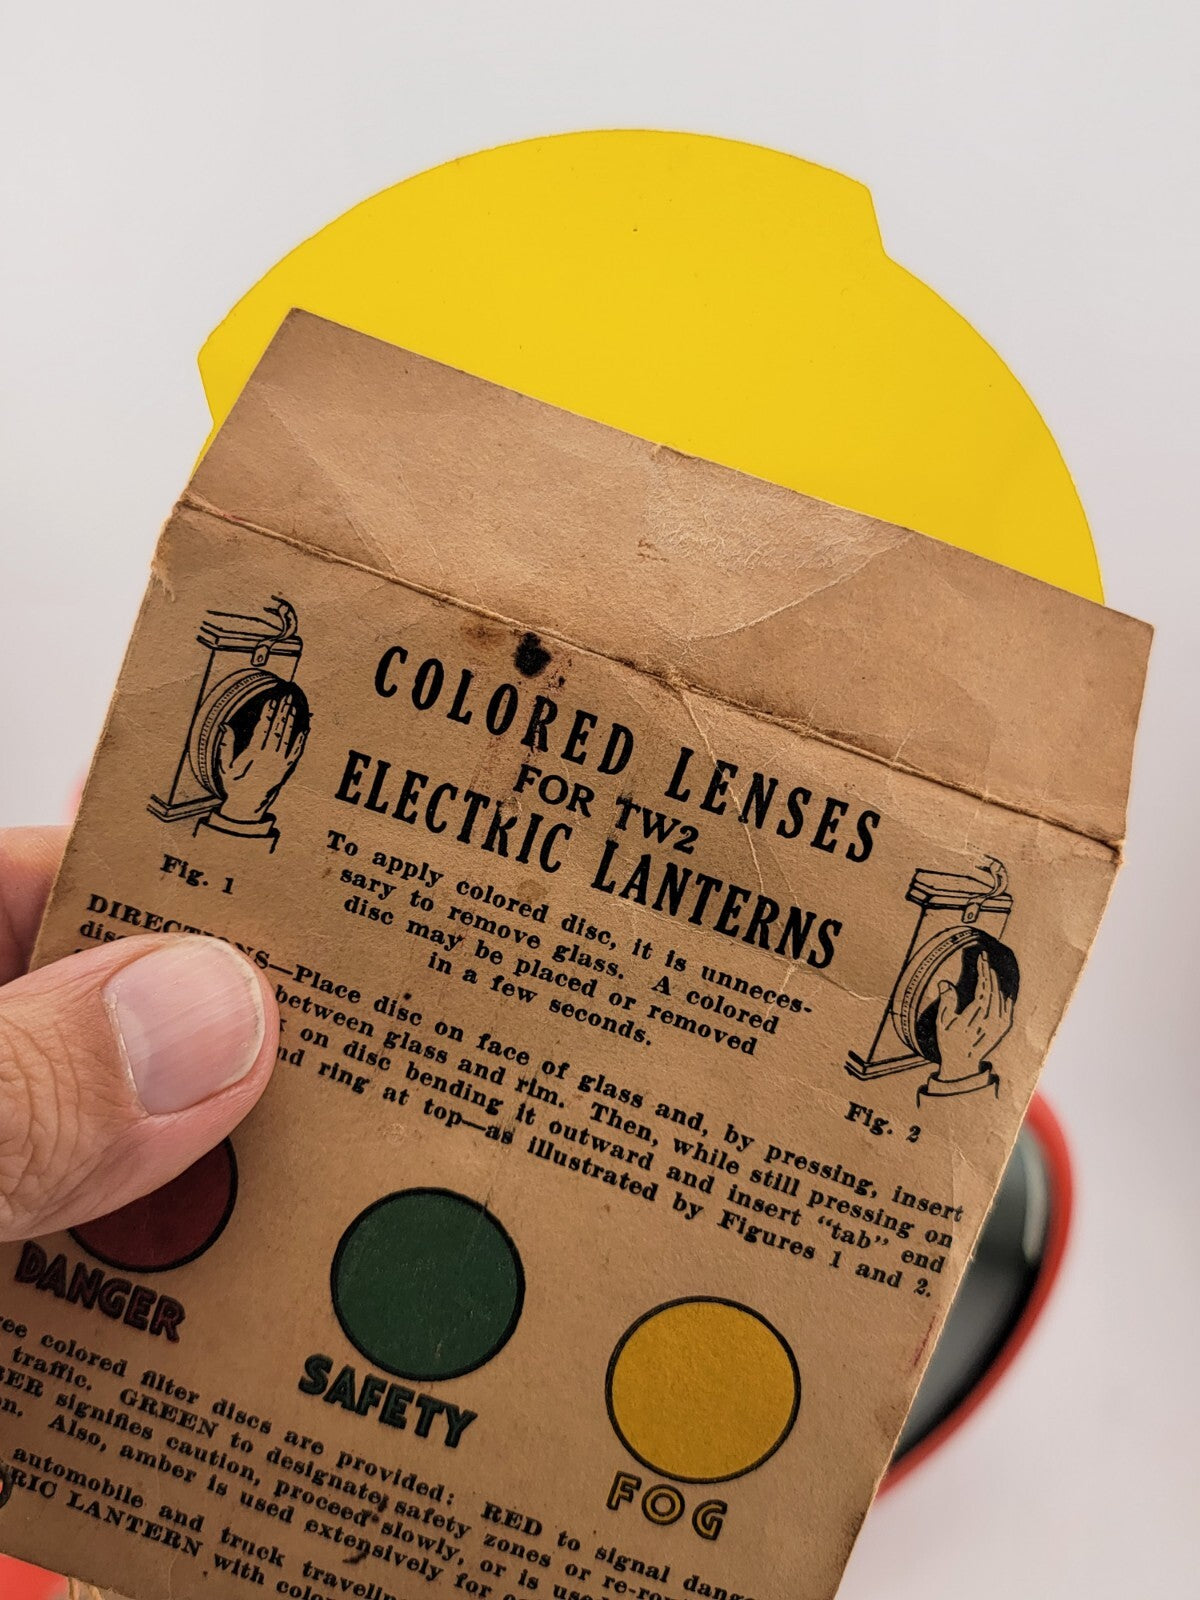 COLORED LENSES
FOR TW2
ELECTRIC LANTERNS
To apply colored disc, it is unneces-
sary to remove glass. A colored
disc may be placed or removed
in a few seconds.
Fig. 1
Fig. 2
DIRECTIONS—Place disc on face of glass and, by pressing, insert
between glass and rim. Then, while still pressing on
on disc bending it outward and insert "tab" end
ring at top—as illustrated by Figures 1 and 2.
DANGER
SAFETY
FOG
colored filter discs are provided: RED to signal
traffic. GREEN to designate safety zones or
signifies caution, proceed slowly, or is
Also, amber is used extensively for
automobile and truck
LANTERN with